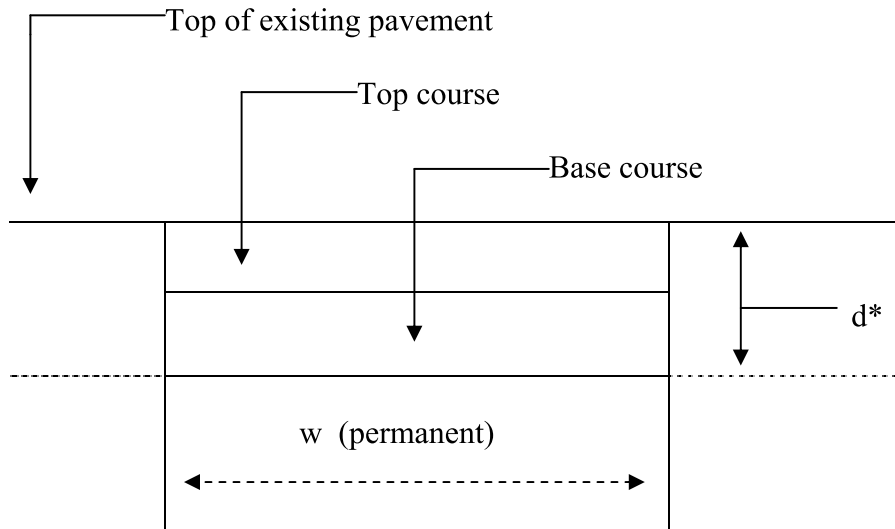 Top of existing pavement
Top course
Base course
d*
w (permanent)